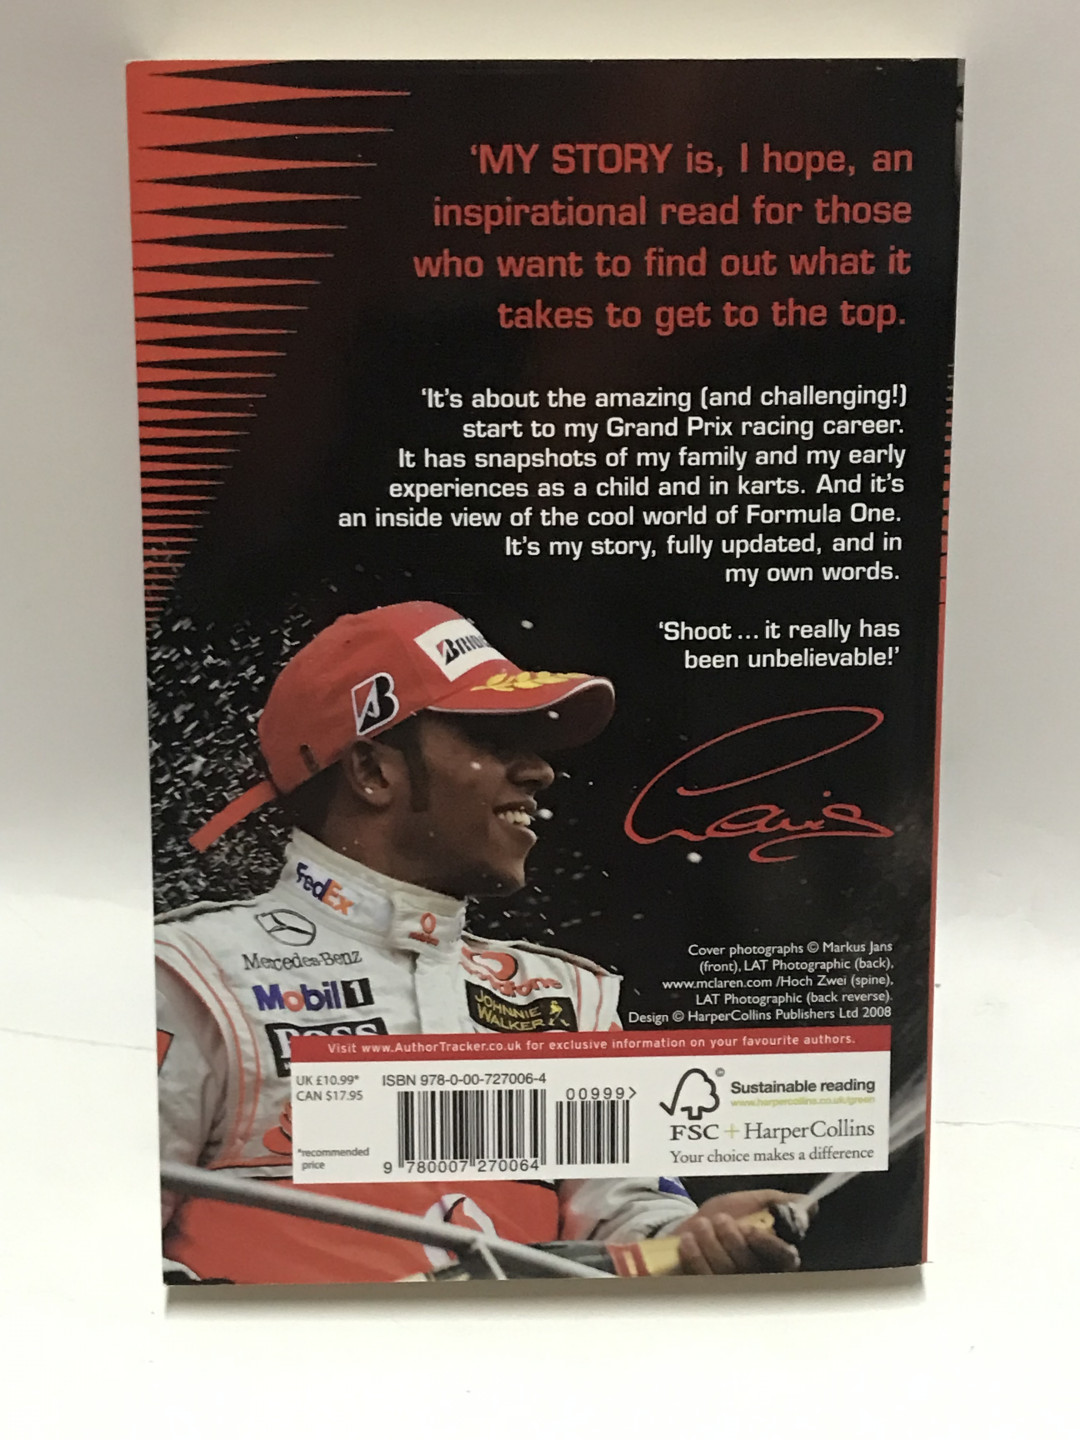 ‘MY STORY is, I hope, an
inspirational read for those
who want to find out what it
takes to get to the top.
‘It’s about the amazing (and challenging!)
start to my Grand Prix racing career.
It has snapshots of my family and my early
experiences as a child and in karts. And it’s
an inside view of the cool world of Formula One.
It’s my story, fully updated, and in
my own words.
‘Shoot ... it really has
been unbelievable!’
B
FedEx
Mercedes-Benz
Mobil 1
vodafone
JOHNNIE
WALKER
Cover photographs © Markus Jans
(front), LAT Photographic (back),
www.mclaren.com /Hoch Zwei (spine),
LAT Photographic (back reverse).
Design © HarperCollins Publishers Ltd 2008
Visit www.AuthorTracker.co.uk for exclusive information on your favourite authors.
UK £10.99*
CAN $17.95
*recommended
price
ISBN 978-0-00-727006-4
00999>
9 780007 270064
©
Sustainable reading
www.harpercollins.co.uk/green
FSC + HarperCollins
Your choice makes a difference